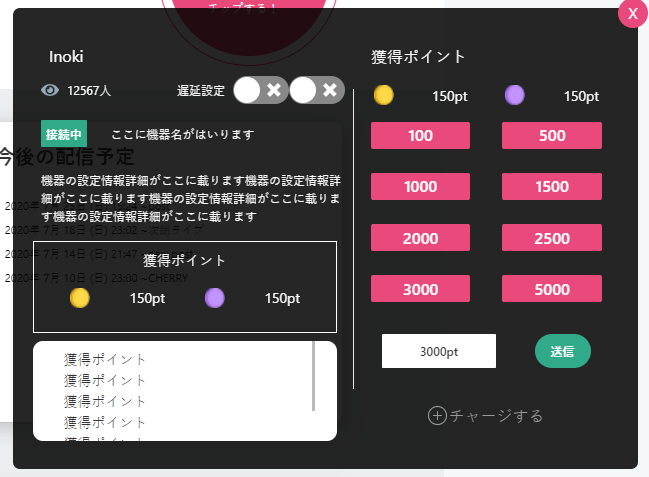 チップする！
X
Inoki
12567人
遅延設定
接続中
ここに機器名がはいります
今後の配信予定
機器の設定情報詳細がここに載ります機器の設定情報詳
細がここに載ります機器の設定情報詳細がここに載りま
す機器の設定情報詳細がここに載ります
2020年 7月 18日 (日) 23:02 ~
2020年 7月 14日 (日) 21:47
2020年 7月 10日 (日) 23:00 ~CHERRY
獲得ポイント
150pt
150pt
獲得ポイント
獲得ポイント
獲得ポイント
獲得ポイント
獲得ポイント
獲得ポイント
150pt
150pt
100
500
1000
1500
2000
2500
3000
5000
3000pt
送信
チャージする